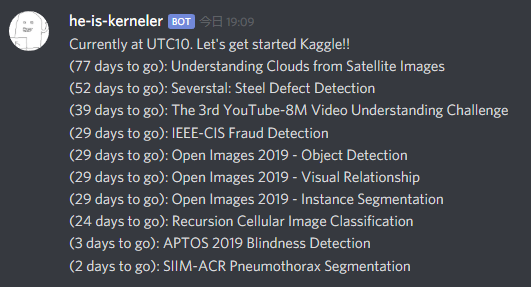 he-is-kerneler BOT 今日 19:09
Currently at UTC10. Let's get started Kaggle!!
(77 days to go): Understanding Clouds from Satellite Images
(52 days to go): Severstal: Steel Defect Detection
(39 days to go): The 3rd YouTube-8M Video Understanding Challenge
(29 days to go): IEEE-CIS Fraud Detection
(29 days to go): Open Images 2019 - Object Detection
(29 days to go): Open Images 2019 - Visual Relationship
(29 days to go): Open Images 2019 - Instance Segmentation
(24 days to go): Recursion Cellular Image Classification
(3 days to go): APTOS 2019 Blindness Detection
(2 days to go): SIIM-ACR Pneumothorax Segmentation